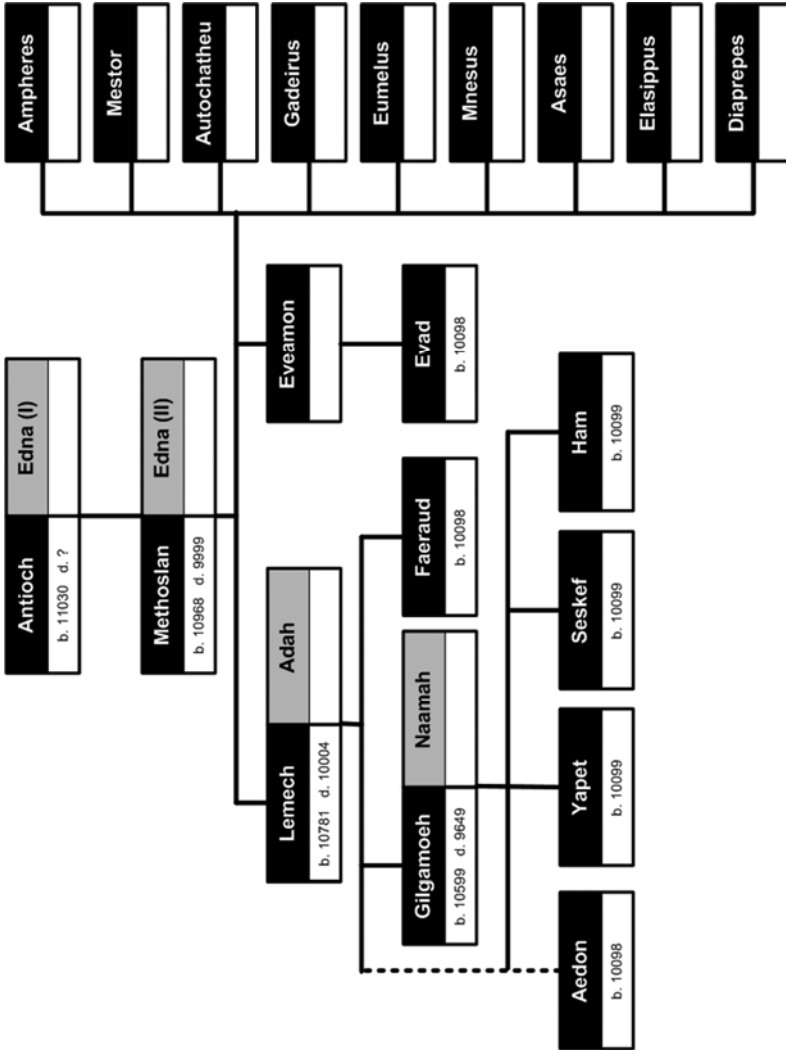 Antioch
Edna (I)
b. 11030 d. ?
Methoslan
Edna (II)
b. 10968 d. 9999
Lemech
Adah
b. 10781 d. 10004
Eveamon
Ampheres
Mestor
Autochatheu
Gadeirus
Eumelus
Mnesus
Asaes
Elasippus
Diaprepes
Gilgamoeh
Naamah
b. 10599 d. 9649
Faeraud
b. 10098
Evad
b. 10098
Aedon
b. 10098
Yapet
b. 10099
Seskef
b. 10099
Ham
b. 10099